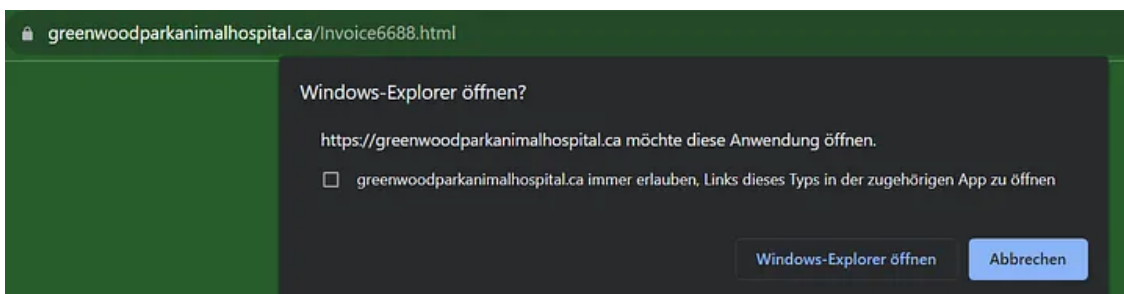 greenwoodparkanimalhospital.ca/Invoice6688.html
Windows-Explorer öffnen?
https://greenwoodparkanimalhospital.ca möchte diese Anwendung öffnen.
greenwoodparkanimalhospital.ca immer erlauben, Links dieses Typs in der zugehörigen App zu öffnen
Windows-Explorer öffnen Abbrechen